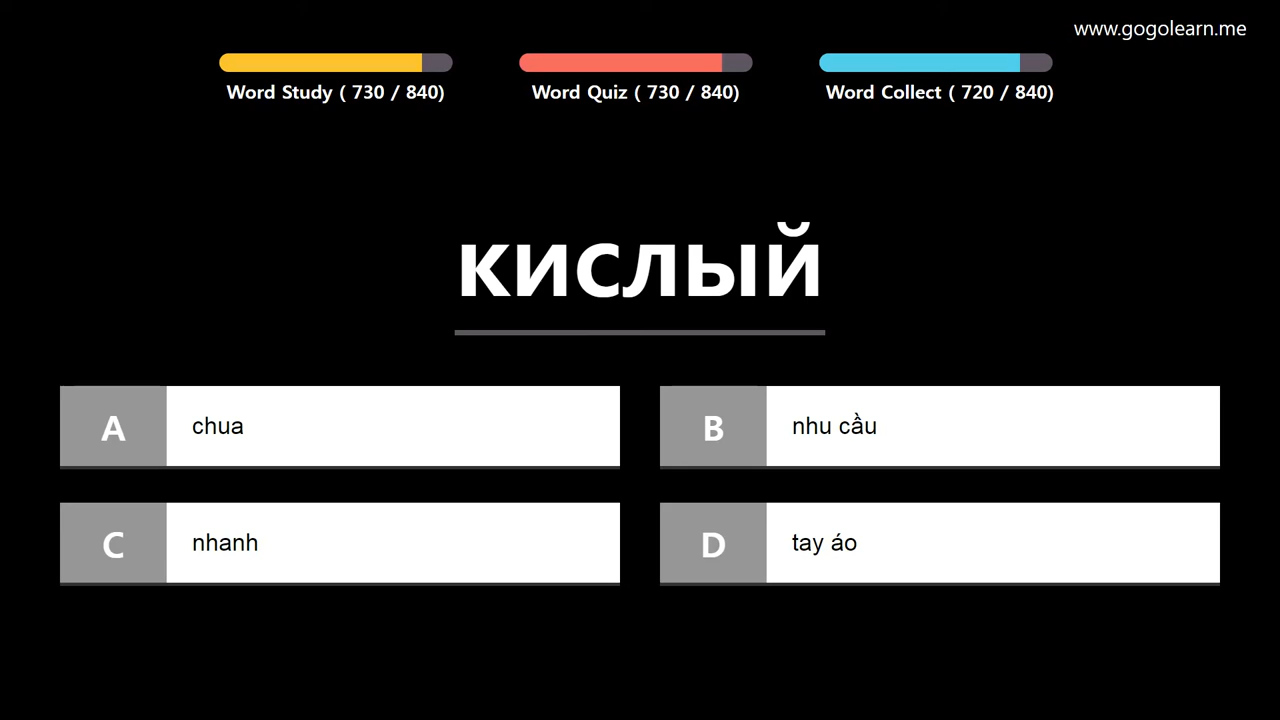 www.gogolearn.me
Word Study ( 730 / 840)
Word Quiz ( 730 / 840)
Word Collect ( 720 / 840)
кислый
A chua
B nhu cầu
C nhanh
D tay áo